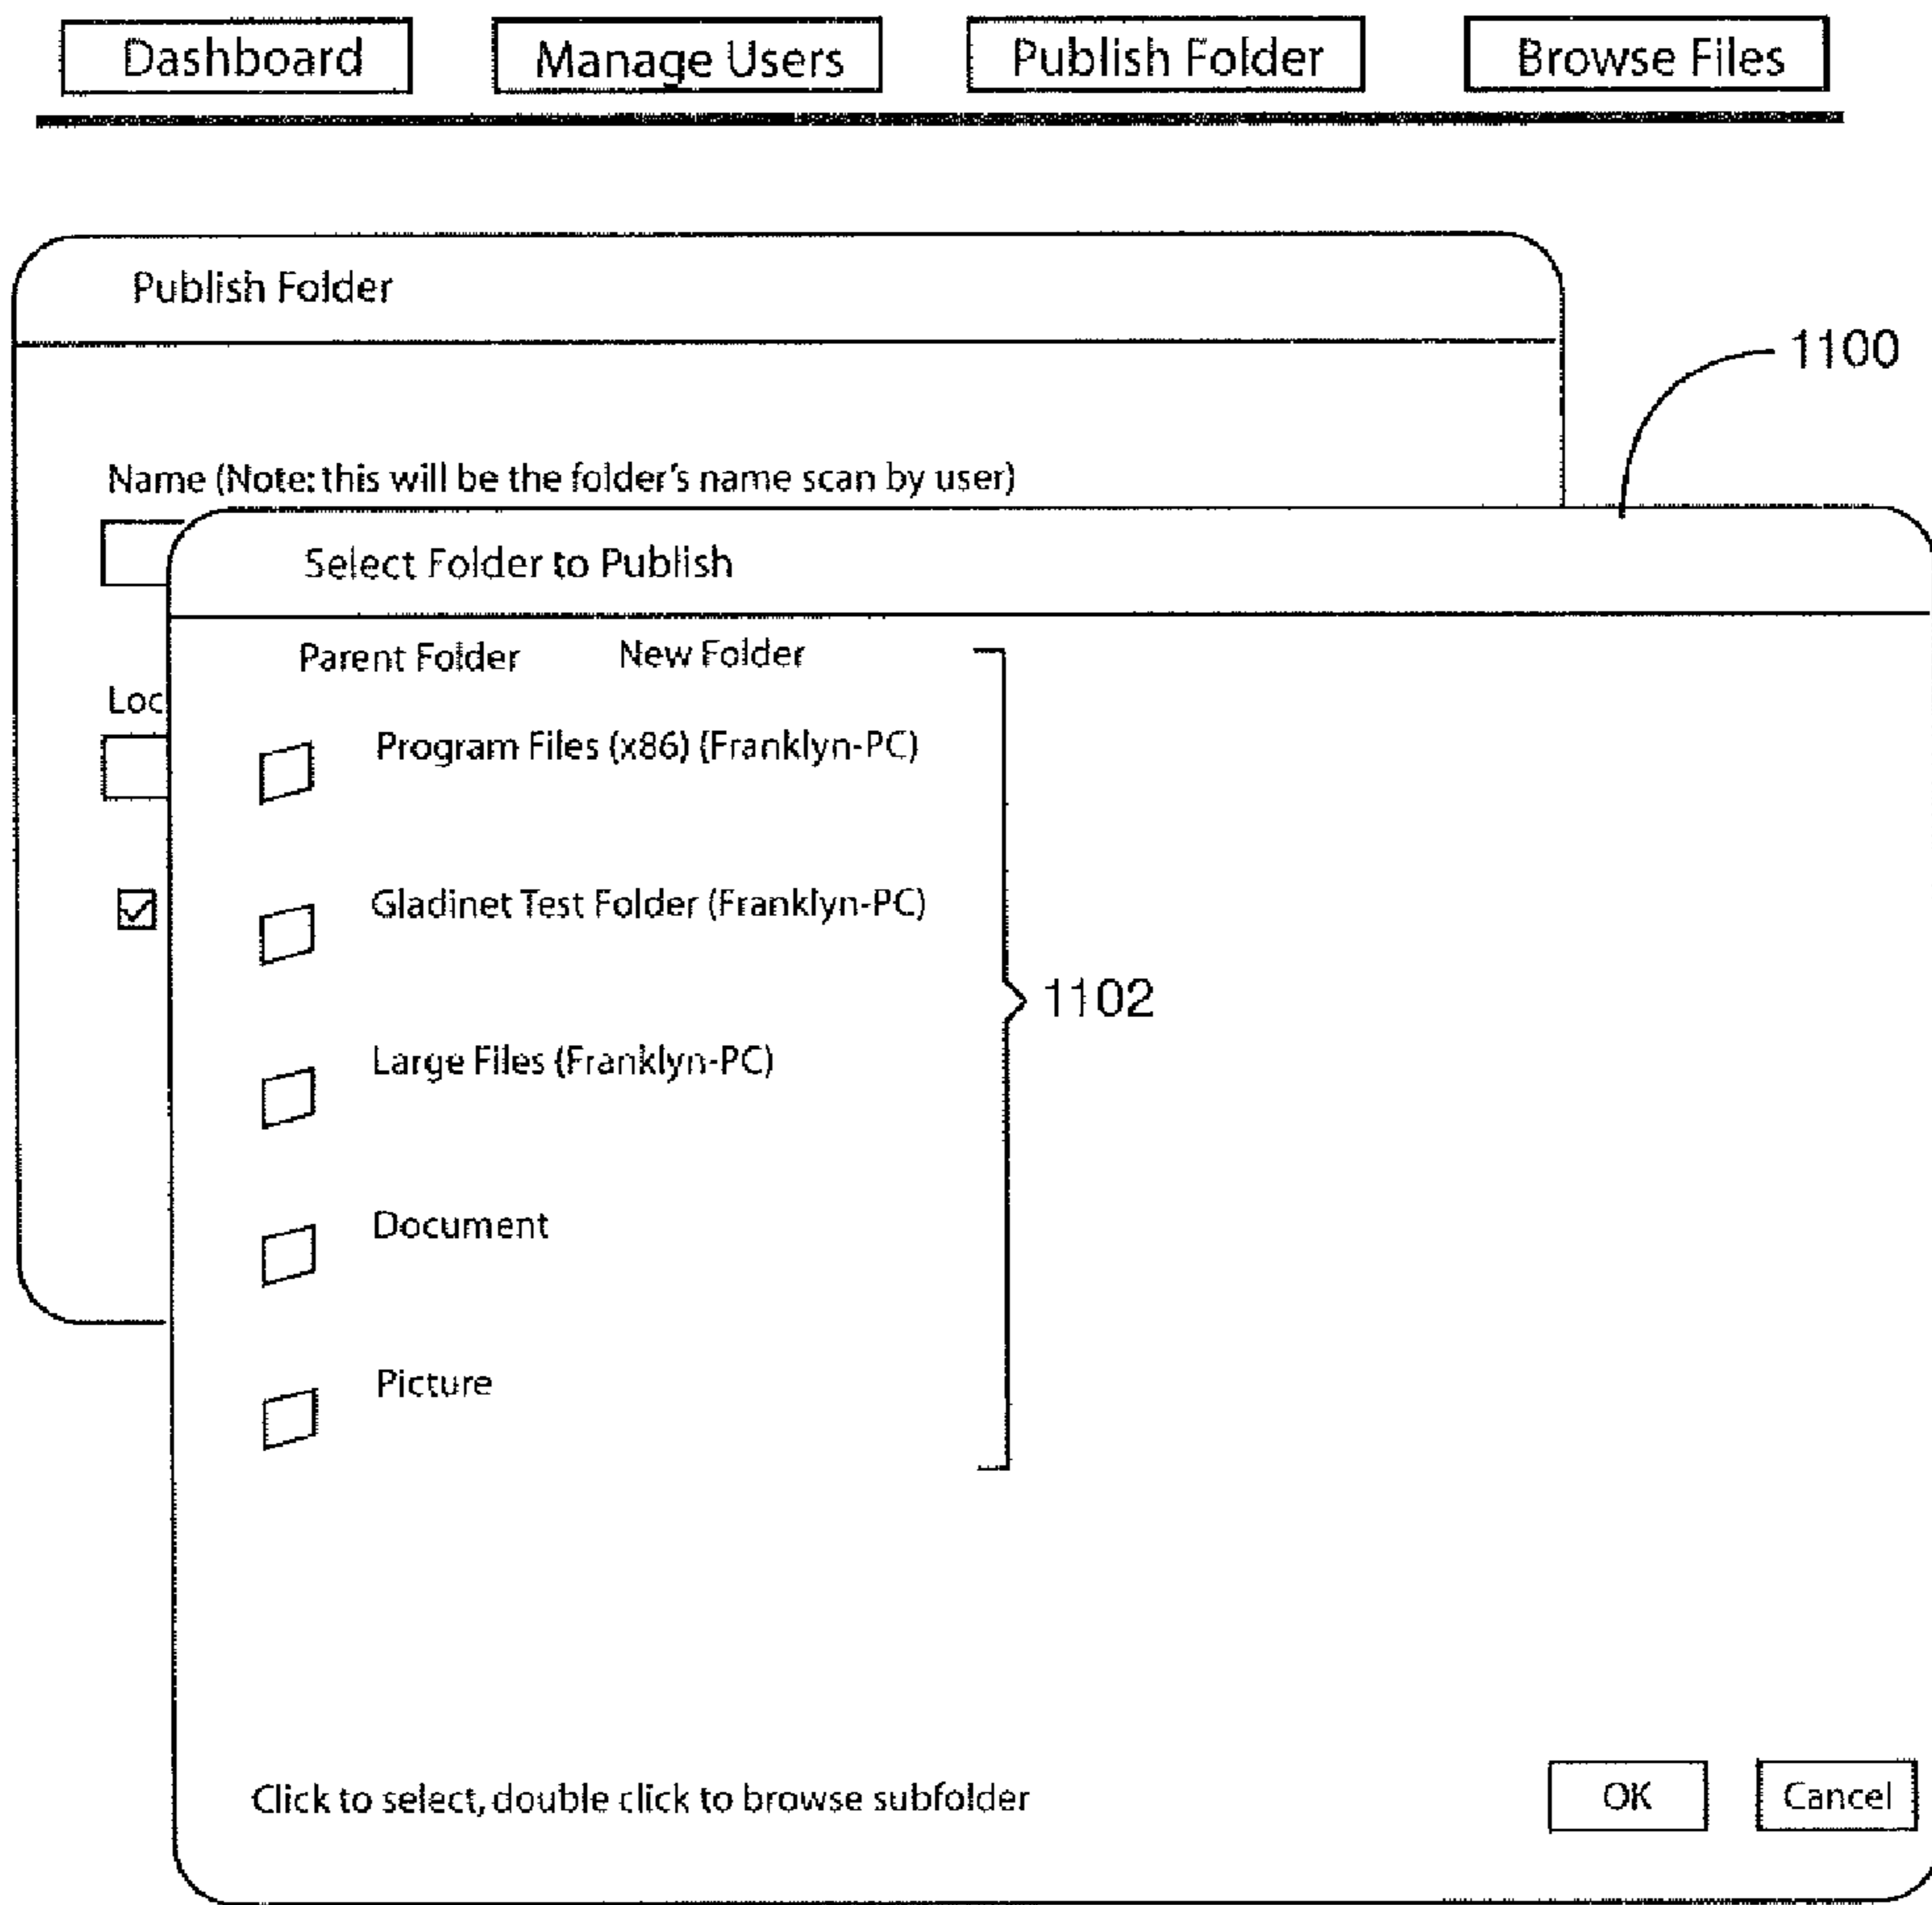 Dashboard Manage Users Publish Folder Browse Files
Publish Folder
1100
Name (Note: this will be the folder's name scan by user)
Select Folder to Publish
Parent Folder New Folder
Loc
Program Files (x86) (Franklyn-PC)
Gladinet Test Folder (Franklyn-PC)
1102
Large Files (Franklyn-PC)
Document
Picture
Click to select, double click to browse subfolder OK Cancel